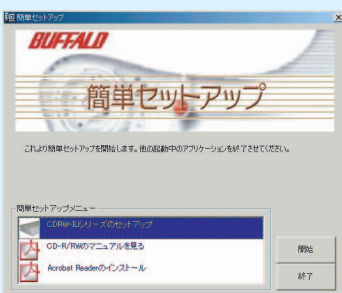 簡単セットアップ
BUFFALO
簡単セットアップ
これより簡単セットアップを開始します。他の起動中のアプリケーションを終了させてください。
簡単セットアップメニュー
CDRW-IUシリーズのセットアップ
CD-R/RWのマニュアルを見る
Acrobat Readerのインストール
開始
終了